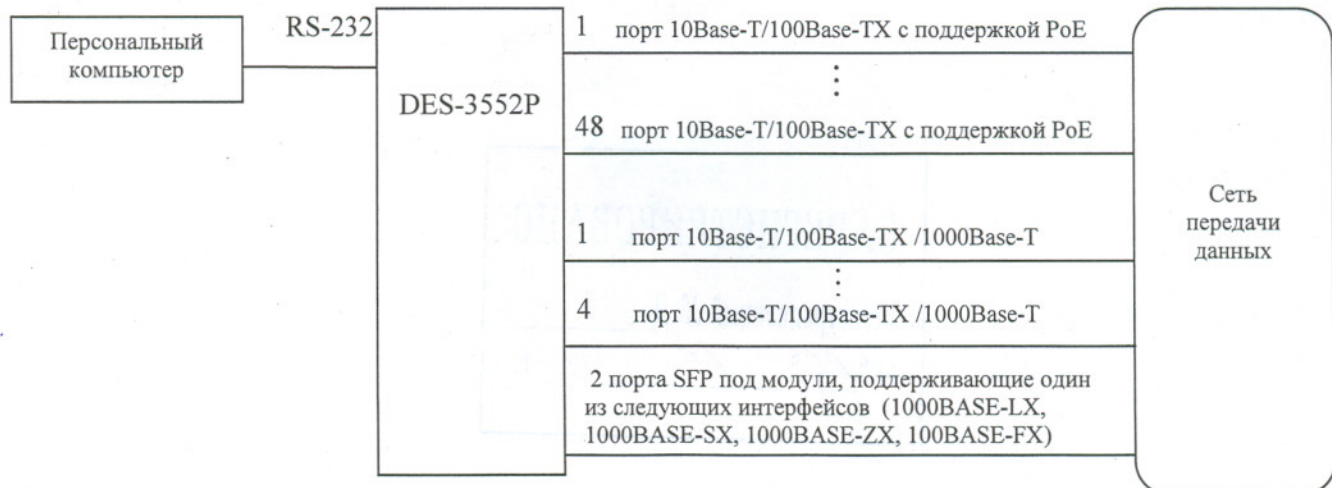 Персональный
компьютер
RS-232
DES-3552P
1 порт 10Base-T/100Base-TX с поддержкой PoE
48 порт 10Base-T/100Base-TX с поддержкой PoE
1 порт 10Base-T/100Base-TX /1000Base-T
4 порт 10Base-T/100Base-TX /1000Base-T
2 порта SFP под модули, поддерживающие один
из следующих интерфейсов (1000BASE-LX,
1000BASE-SX, 1000BASE-ZX, 100BASE-FX)
Сеть
передачи
данных